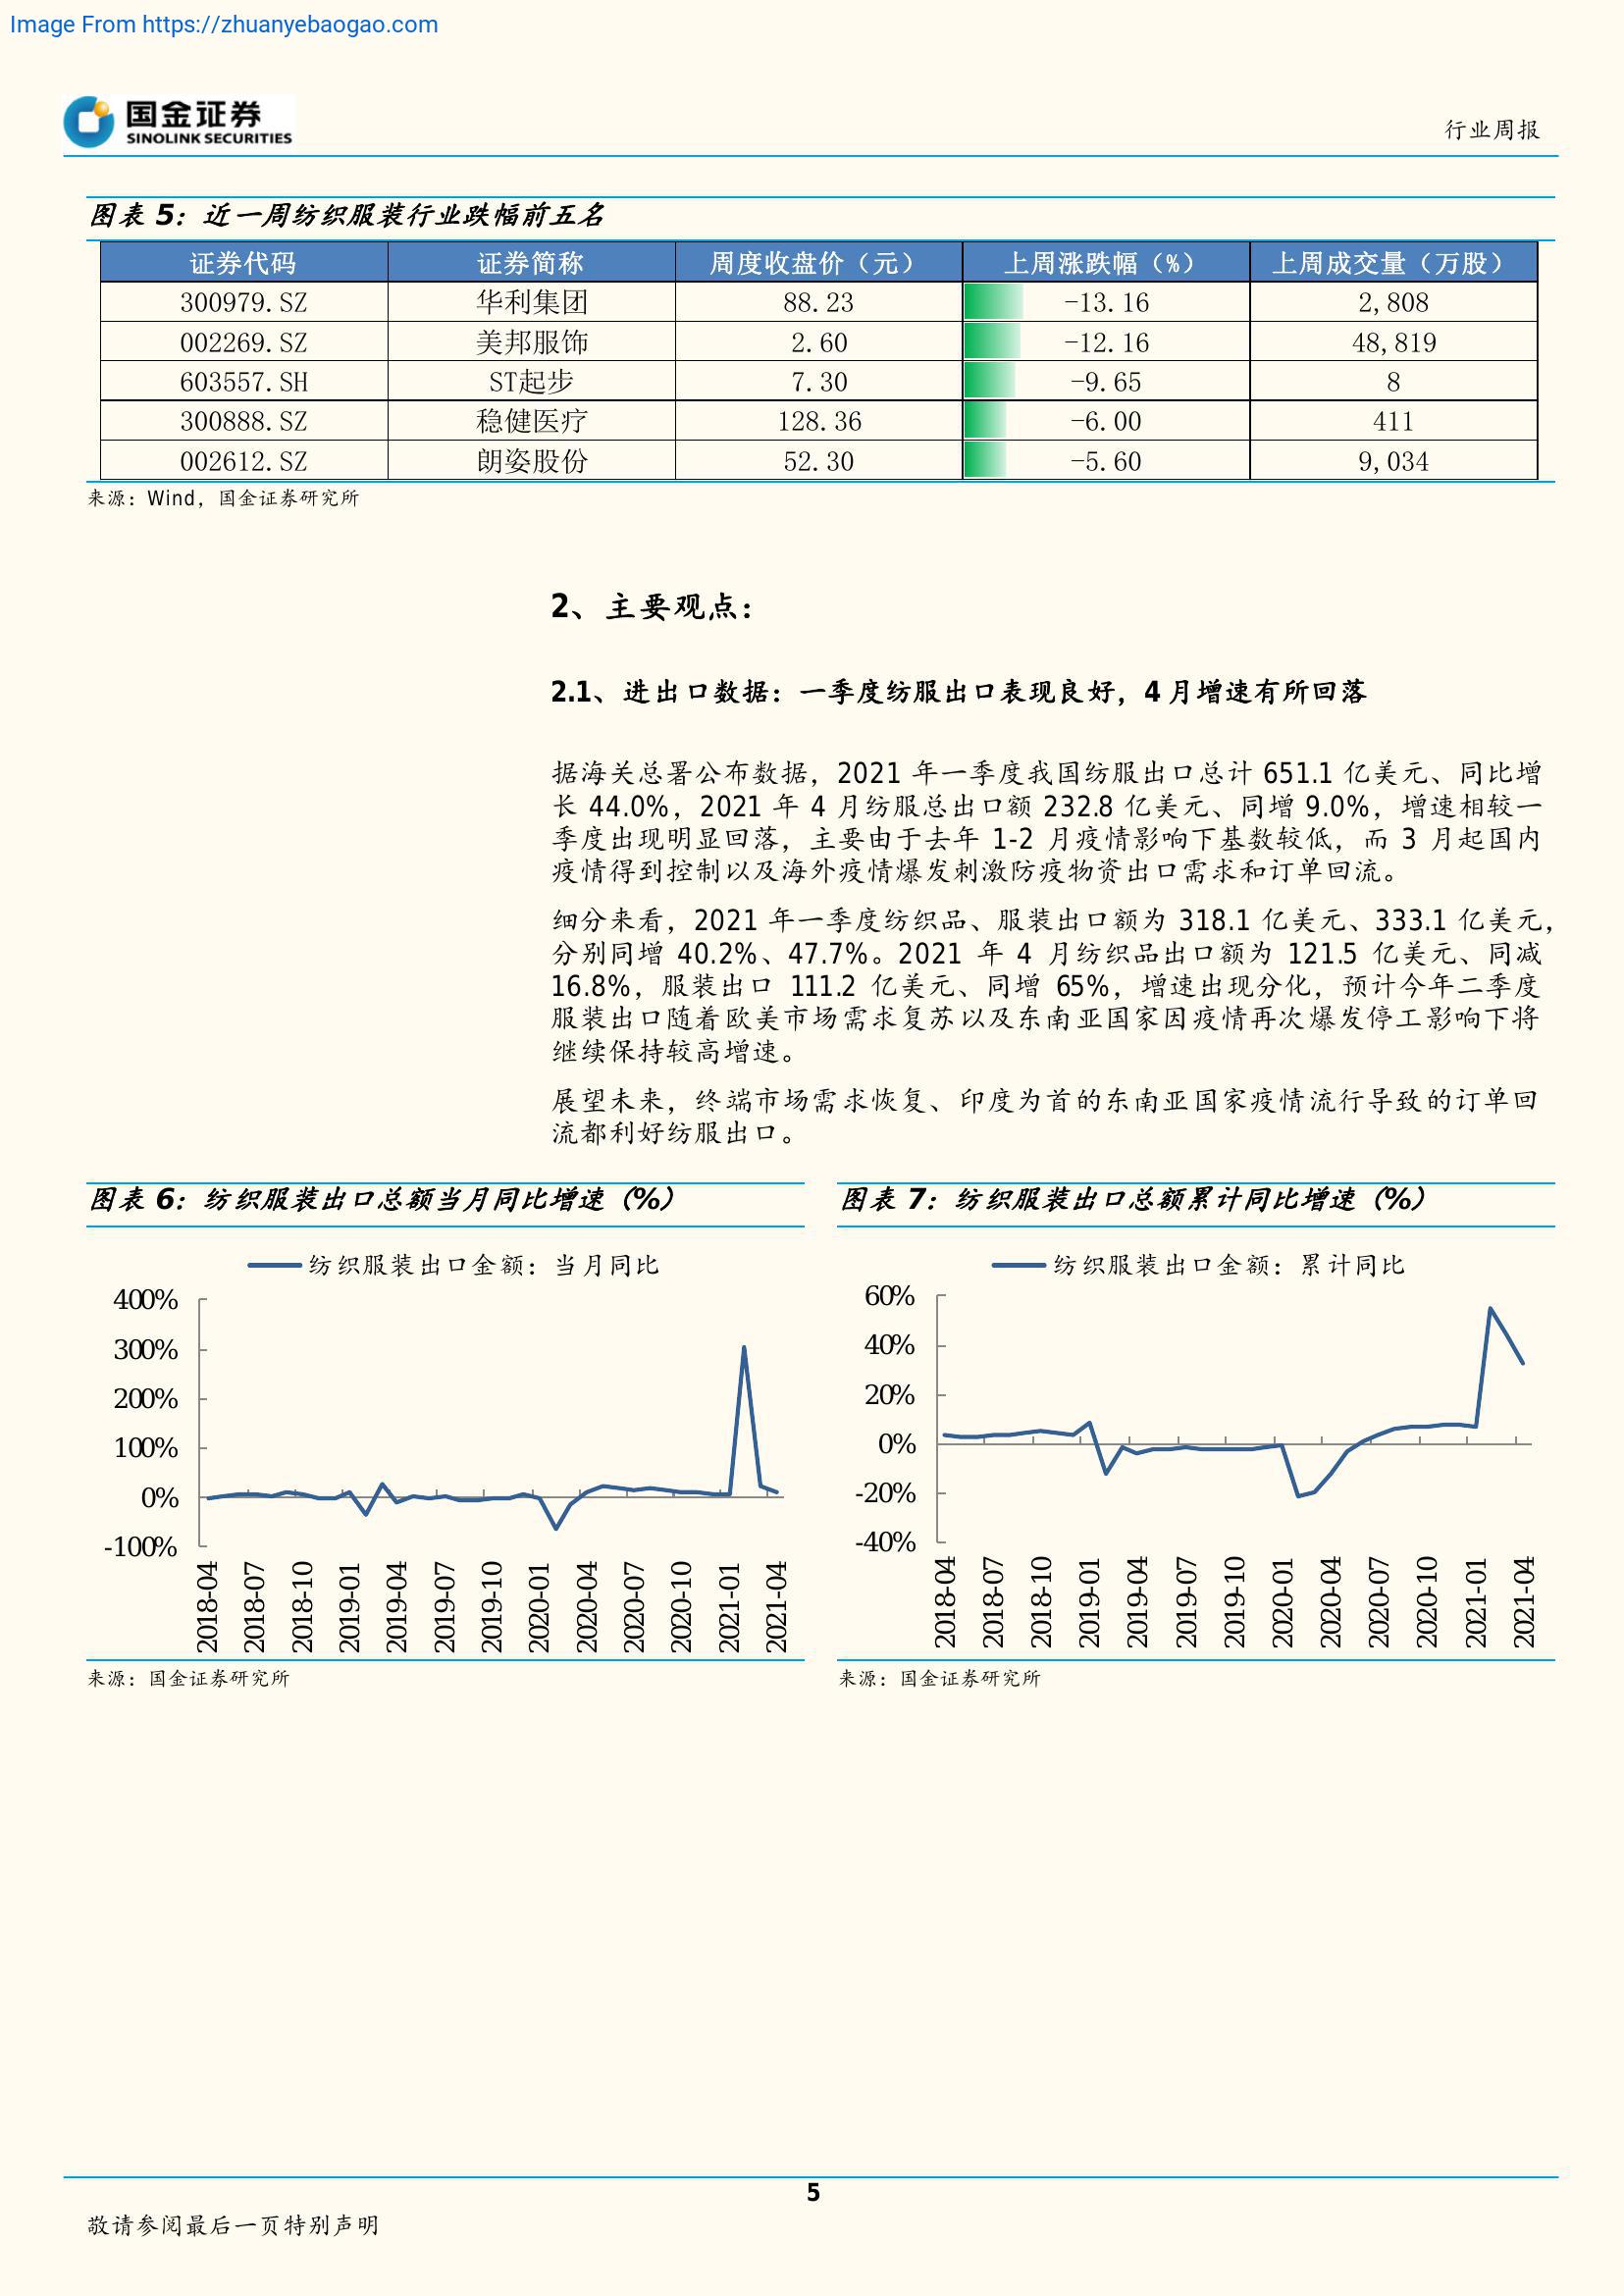 Image From https://zhuanyebaogao.com
国金证券
SINOLINK SECURITIES
行业周报
图表 5：近一周纺织服装行业跌幅前五名
证券代码 证券简称 周度收盘价（元） 上周涨跌幅（%） 上周成交量（万股）
300979.SZ 华利集团 88.23 -13.16 2,808
002269.SZ 美邦服饰 2.60 -12.16 48,819
603557.SH ST起步 7.30 -9.65 8
300888.SZ 稳健医疗 128.36 -6.00 411
002612.SZ 朗姿股份 52.30 -5.60 9,034
来源：Wind，国金证券研究所
2、主要观点：
2.1、进出口数据：一季度纺服出口表现良好，4 月增速有所回落
据海关总署公布数据，2021 年一季度我国纺服出口总计 651.1 亿美元、同比增
长 44.0%，2021 年 4 月纺服总出口额 232.8 亿美元、同增 9.0%，增速相较一
季度出现明显回落，主要由于去年 1-2 月疫情影响下基数较低，而 3 月起国内
疫情得到控制以及海外疫情爆发刺激防疫物资出口需求和订单回流。
细分来看，2021 年一季度纺织品、服装出口额为 318.1 亿美元、333.1 亿美元，
分别同增 40.2%、47.7%。2021 年 4 月纺织品出口额为 121.5 亿美元、同减
16.8%，服装出口 111.2 亿美元、同增 65%，增速出现分化，预计今年二季度
服装出口随着欧美市场需求复苏以及东南亚国家因疫情再次爆发停工影响下将
继续保持较高增速。
展望未来，终端市场需求恢复、印度为首的东南亚国家疫情流行导致的订单回
流都利好纺服出口。
图表 6：纺织服装出口总额当月同比增速（%）
纺织服装出口金额：当月同比
400%
300%
200%
100%
0%
-100%
2018-04 2018-07 2018-10 2019-01 2019-04 2019-07 2019-10 2020-01 2020-04 2020-07 2020-10 2021-01 2021-04
来源：国金证券研究所
图表 7：纺织服装出口总额累计同比增速（%）
纺织服装出口金额：累计同比
60%
40%
20%
0%
-20%
-40%
2018-04 2018-07 2018-10 2019-01 2019-04 2019-07 2019-10 2020-01 2020-04 2020-07 2020-10 2021-01 2021-04
来源：国金证券研究所
5
敬请参阅最后一页特别声明